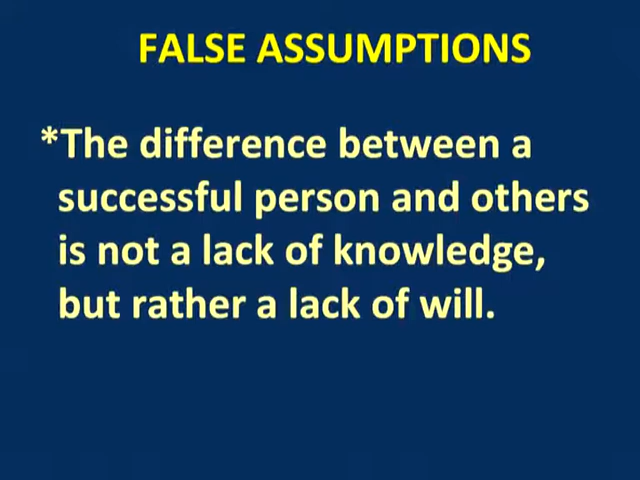 FALSE ASSUMPTIONS
*The difference between a
successful person and others
is not a lack of knowledge,
but rather a lack of will.